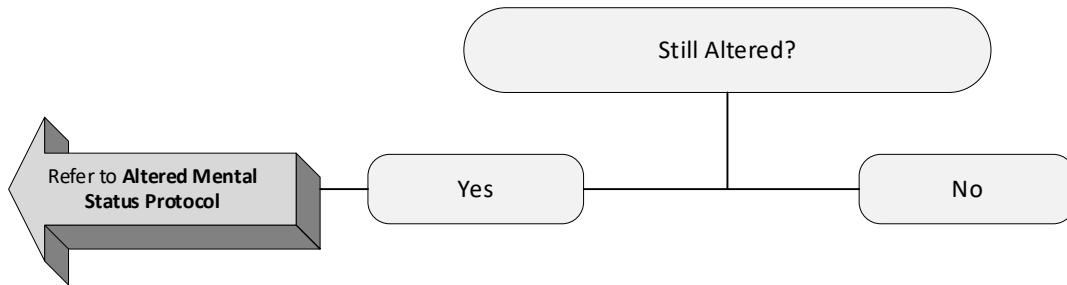 Still Altered?
Refer to Altered Mental
Status Protocol
Yes
No